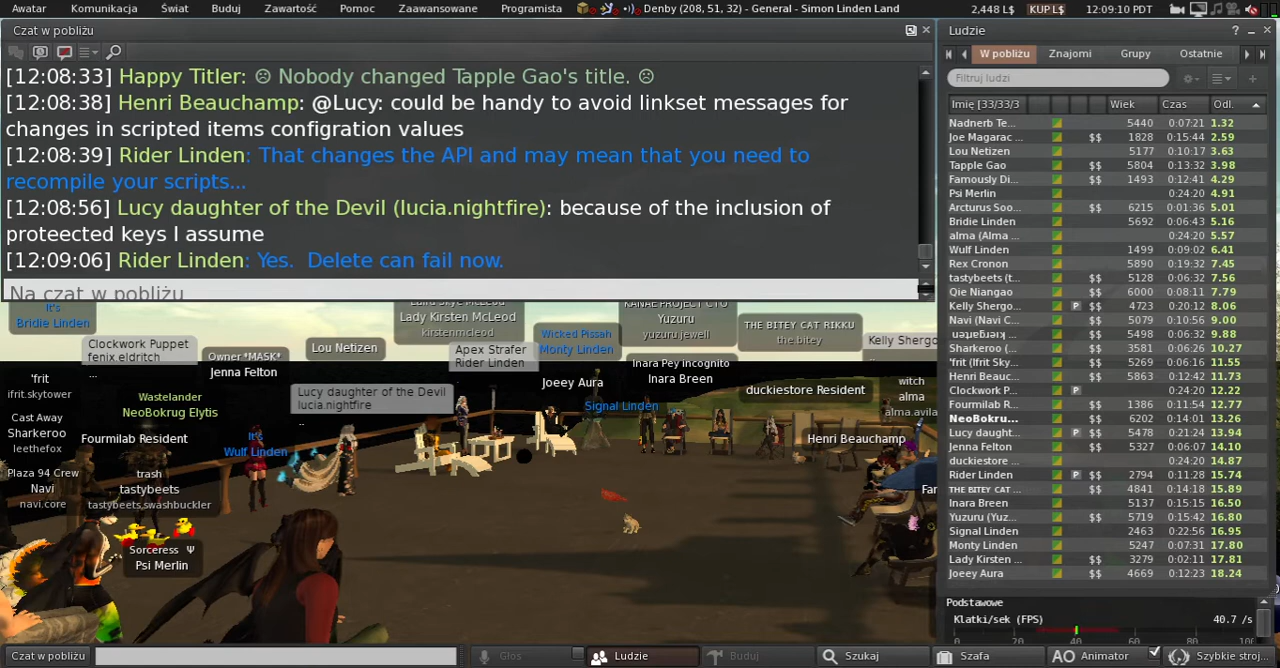 Awatar Komunikacja Świat Buduj Zawartość Pomoc Zaawansowane Programista Denby (208, 51, 32) - General - Simon Linden Land 2,448 L$ KUP L$ 12:09:10 PDT
Czat w pobliżu
[12:08:33] Happy Titler: ☹ Nobody changed Tapple Gao's title. ☹
[12:08:38] Henri Beauchamp: @Lucy: could be handy to avoid linkset messages for
changes in scripted items configration values
[12:08:39] Rider Linden: That changes the API and may mean that you need to
recompile your scripts...
[12:08:56] Lucy daughter of the Devil (lucia.nightfire): because of the inclusion of
proteected keys I assume
[12:09:06] Rider Linden: Yes.  Delete can fail now.
Na czat w pobliżu
It's
Bridie Linden
Clockwork Puppet
fenix.eldritch
Owner *MASK*
Jenna Felton
Lou Netizen
Laird Skye McLeod
Lady Kirsten McLeod
kirstenmcleod
Apex Strafer
Rider Linden
Wicked Pissah
Monty Linden
KANAE PROJECT CTO
Yuzuru
yuzuru.jewell
THE BITEY CAT RIKKU
the bitey
Kelly Shergo
'frit
ifrit.skytower
Wastelander
NeoBokrug Elytis
Lucy daughter of the Devil
lucia.nightfire
Joeey Aura
Inara Pey Incognito
Inara Breen
duckiestore Resident
witch
alma
alma.avila
Signal Linden
Cast Away
Sharkeroo
leethefox
Fourmilab Resident
It's
Wulf Linden
Henri Beauchamp
Plaza 94 Crew
Navi
navi.core
trash
tastybeets
tastybeets.swashbuckler
Far
Sorceress Ψ
Psi Merlin
Ludzie
W pobliżu Znajomi Grupy Ostatnie
Filtruj ludzi
Imię [33/33/3 Wiek Czas Odl.
Nadnerb Te... 5440 0:07:21 1.32
Joe Magarac ... $$ 1828 0:15:44 2.59
Lou Netizen 5177 0:10:17 3.63
Tapple Gao $$ 5804 0:13:32 3.98
Famously Di... $$ 1493 0:12:41 4.29
Psi Merlin 0:24:20 4.91
Arcturus Soo... $$ 6215 0:01:36 5.01
Bridie Linden 5692 0:06:43 5.16
alma (Alma ... 0:24:20 5.57
Wulf Linden 1499 0:09:02 6.41
Rex Cronon 5890 0:19:32 7.45
tastybeets (t... $$ 5128 0:06:32 7.56
Qie Niangao $$ 6000 0:08:11 7.79
Kelly Shergo... P $$ 4723 0:20:12 8.06
Navi (Navi C... $$ 5079 0:10:56 9.00
$$ 5498 0:06:32 9.88
Sharkeroo (... $$ 3581 0:06:26 10.27
'frit (Ifrit Sky... $$ 5269 0:06:16 11.55
Henri Beauc... $$ 5863 0:12:42 11.73
Clockwork P... P 0:24:20 12.22
Fourmilab R... $$ 1386 0:11:54 12.77
NeoBokru... $$ 6202 0:14:01 13.26
Lucy daught... P $$ 5478 0:21:24 13.94
Jenna Felton $$ 5327 0:06:07 14.10
duckiestore ... 0:24:20 14.87
Rider Linden P $$ 2794 0:11:28 15.74
THE BITEY CAT ... $$ 4841 0:14:18 15.89
Inara Breen 5137 0:15:15 16.50
Yuzuru (Yuz... $$ 5719 0:15:42 16.80
Signal Linden 2463 0:22:56 16.95
Monty Linden 5247 0:07:31 17.80
Lady Kirsten ... $$ 3279 0:02:11 17.81
Joeey Aura $$ 4669 0:12:23 18.24
Podstawowe
Klatki/sek (FPS) 40.7 /s
0 20 40 60 80 100
Czat w pobliżu Głos Ludzie Buduj Szukaj Szafa AO Animator Szybkie stroj...